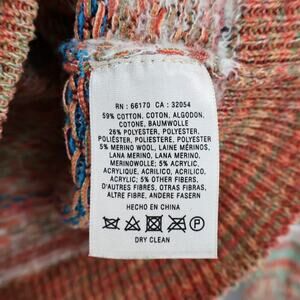 RN : 66170 CA : 32054
59% COTTON, COTON, ALGODON,
COTONE, BAUMWOLLE
26% POLYESTER, POLYESTER,
POLIÉSTER, POLIESTERE, POLYESTER
5% MERINO WOOL, LAINE MÉRINOS,
LANA MERINO, LANA MERINO,
MERINOWOLLE; 5% ACRYLIC,
ACRYLIQUE, ACRILICO, ACRILICO,
ACRYLIC; 5% OTHER FIBERS,
D'AUTRES FIBRES, OTRAS FIBRAS,
ALTRE FIBRE, ANDERE FASERN
HECHO EN CHINA
P
DRY CLEAN